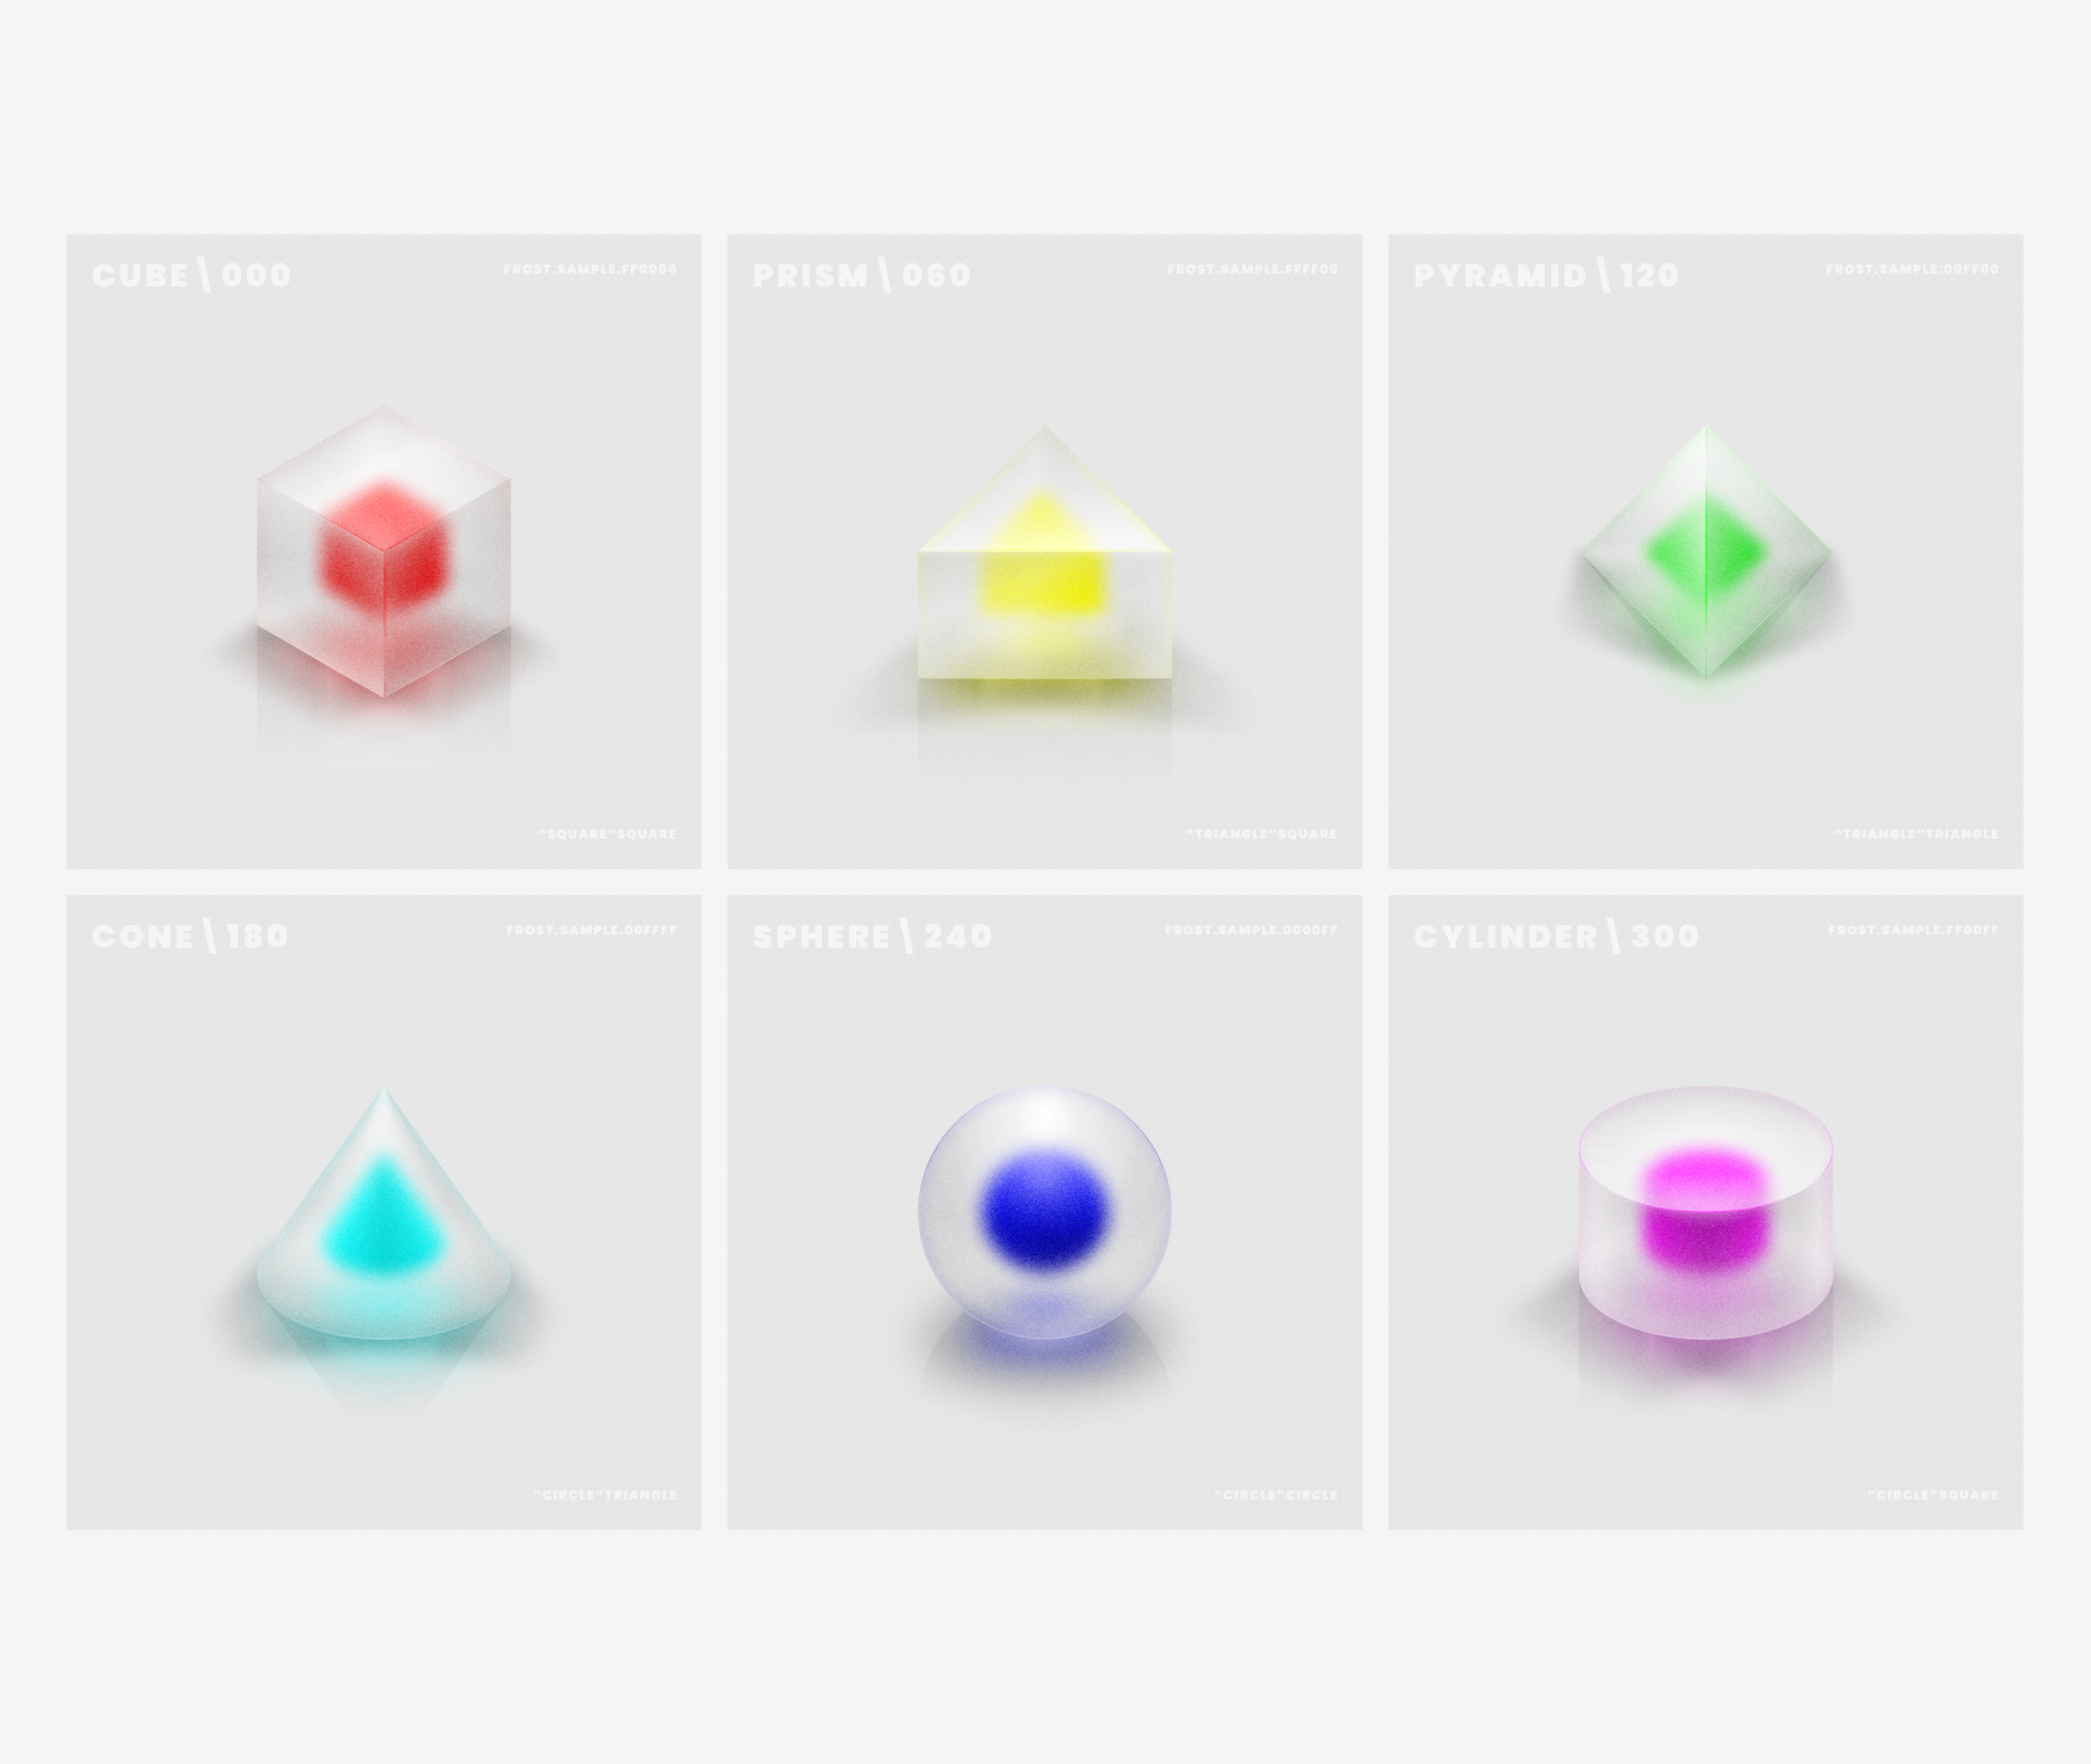 CUBE \ 000
FROST.SAMPLE.FF0000
“SQUARE”SQUARE
PRISM \ 060
FROST.SAMPLE.FFFF00
“TRIANGLE”SQUARE
PYRAMID \ 120
FROST.SAMPLE.00FF00
“TRIANGLE”TRIANGLE
CONE \ 180
FROST.SAMPLE.00FFFF
“CIRCLE”TRIANGLE
SPHERE \ 240
FROST.SAMPLE.0000FF
“CIRCLE”CIRCLE
CYLINDER \ 300
FROST.SAMPLE.FF00FF
“CIRCLE”SQUARE